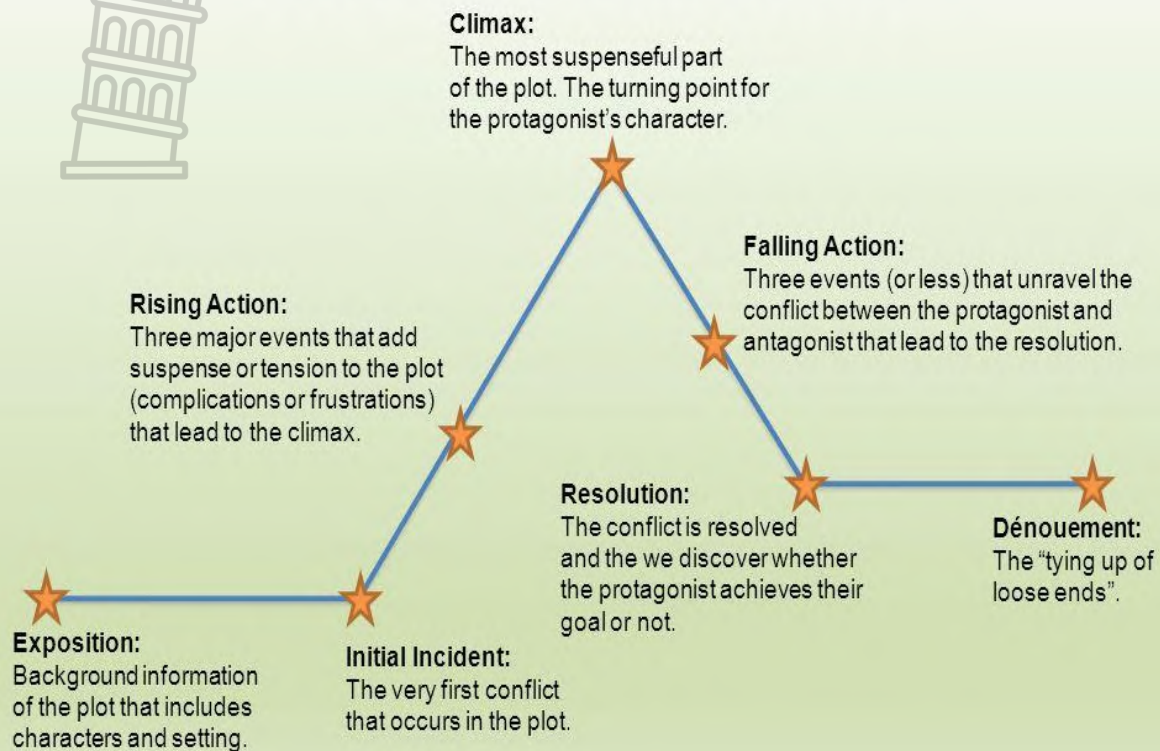 Climax:
The most suspenseful part
of the plot. The turning point for
the protagonist's character.
Falling Action:
Three events (or less) that unravel the
conflict between the protagonist and
antagonist that lead to the resolution.
Rising Action:
Three major events that add
suspense or tension to the plot
(complications or frustrations)
that lead to the climax.
Resolution:
The conflict is resolved
and the we discover whether
the protagonist achieves their
goal or not.
Dénouement:
The “tying up of
loose ends”.
Exposition:
Background information
of the plot that includes
characters and setting.
Initial Incident:
The very first conflict
that occurs in the plot.